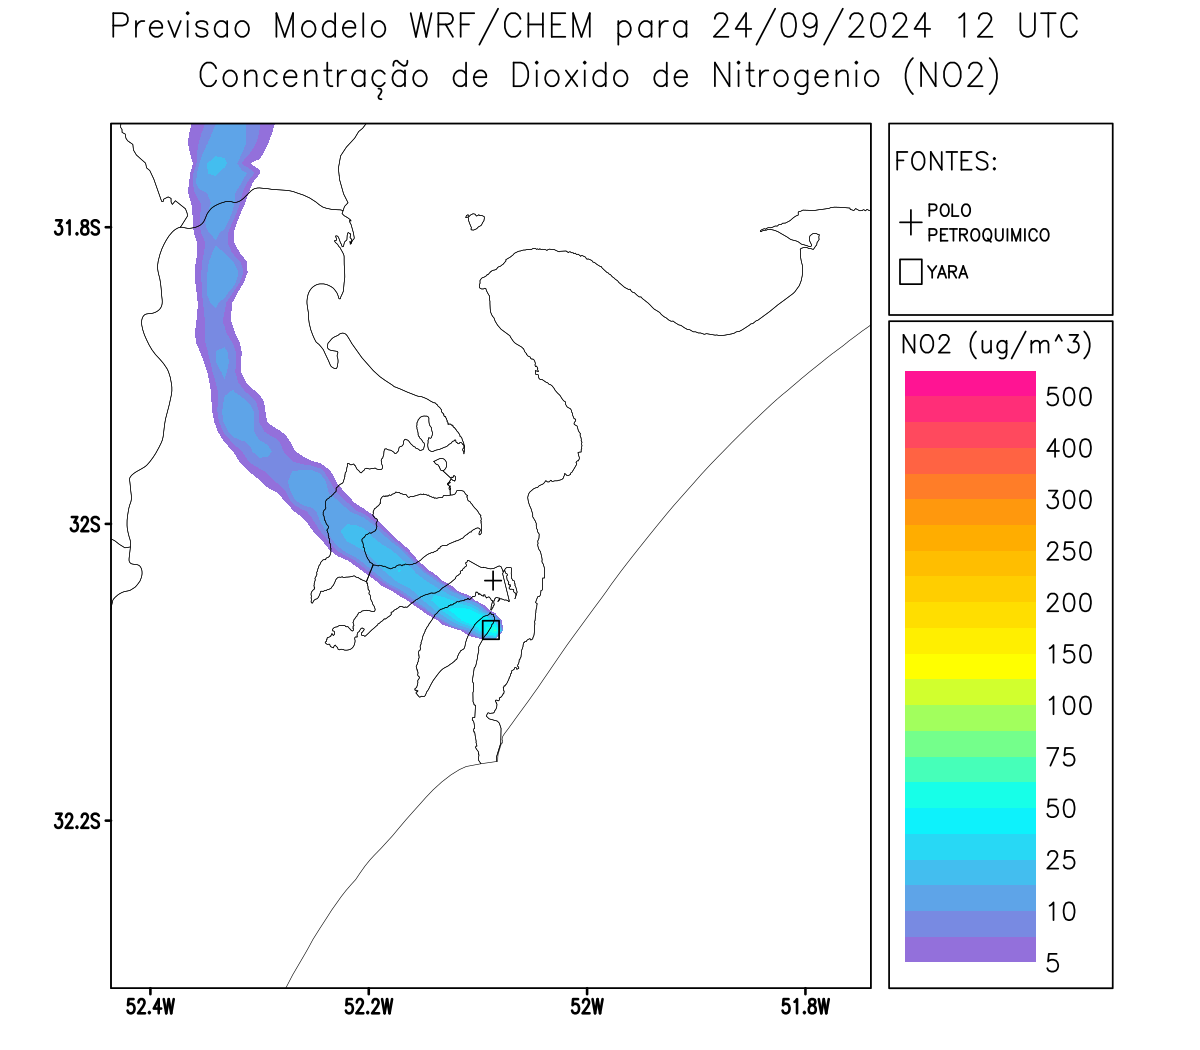 Previsao Modelo WRF/CHEM para 24/09/2024 12 UTC
Concentração de Dioxido de Nitrogenio (NO2)
FONTES:
POLO
PETROQUIMICO
YARA
NO2 (ug/m^3)
500
400
300
250
200
150
100
75
50
25
10
5
31.8S
32S
32.2S
52.4W
52.2W
52W
51.8W